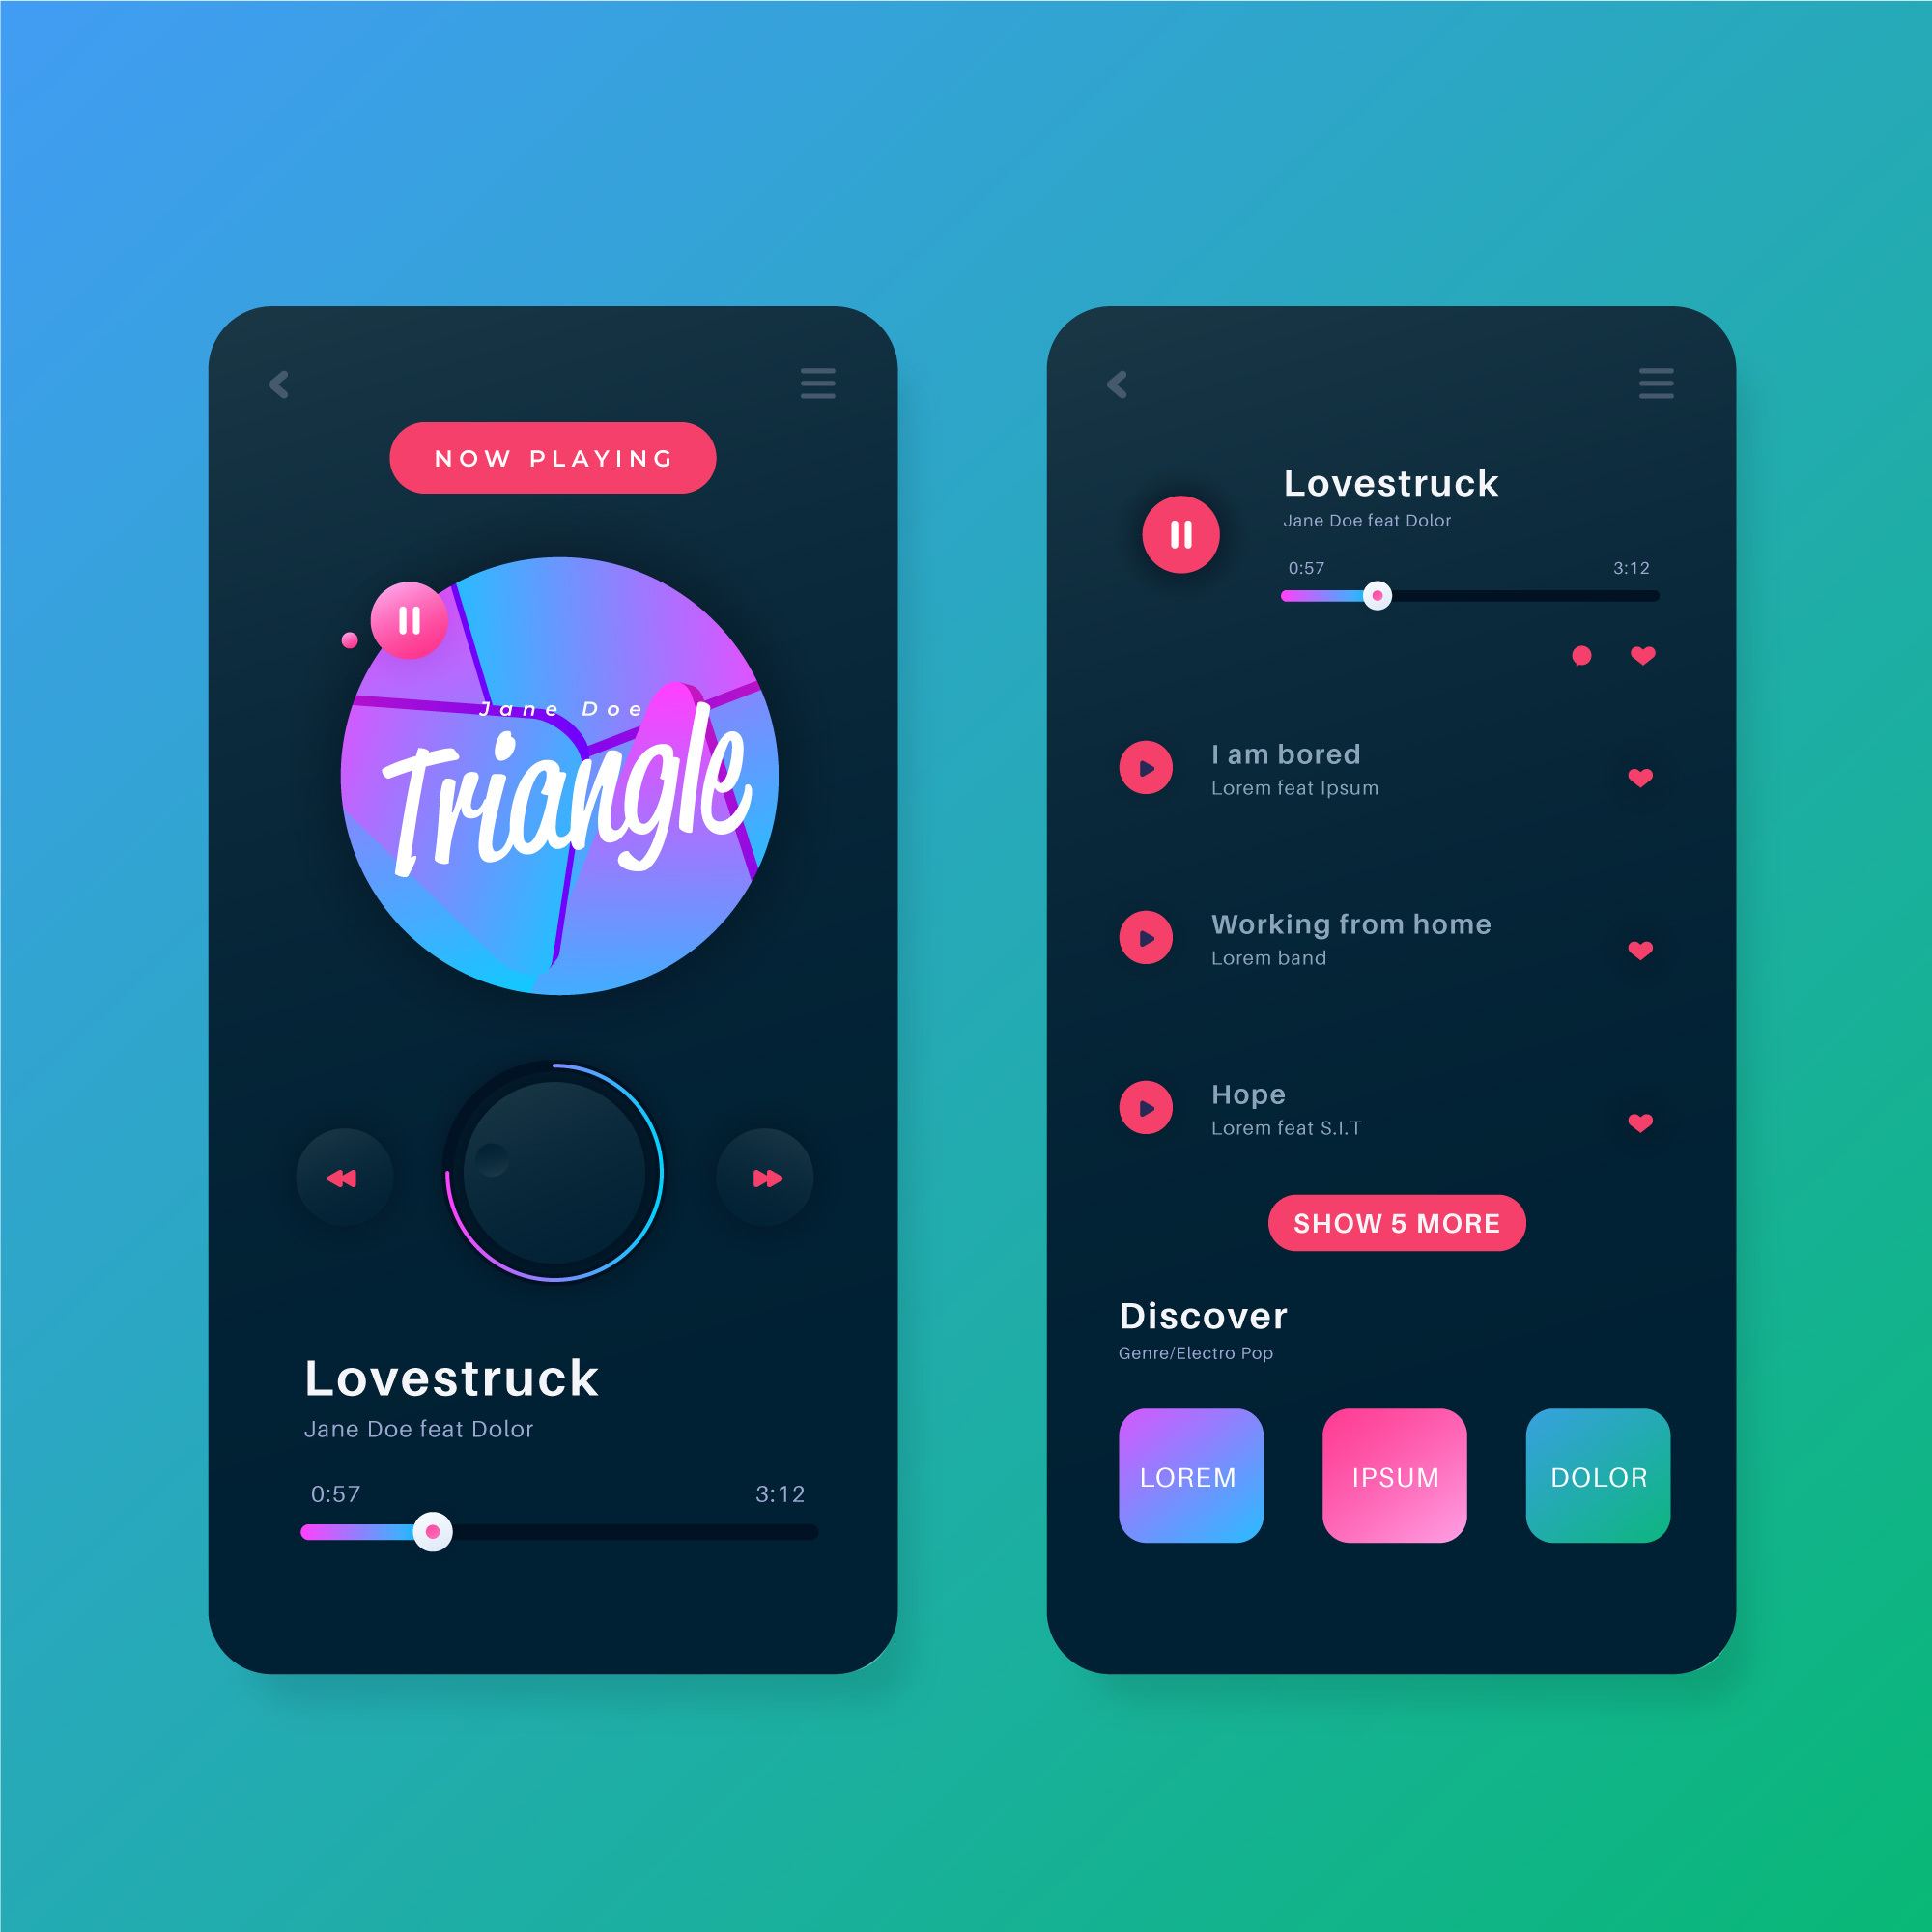 NOW PLAYING
Jane Doe
Triangle
Lovestruck
Jane Doe feat Dolor
0:57 3:12
Lovestruck
Jane Doe feat Dolor
0:57 3:12
I am bored
Lorem feat Ipsum
Working from home
Lorem band
Hope
Lorem feat S.I.T
SHOW 5 MORE
Discover
Genre/Electro Pop
LOREM IPSUM DOLOR